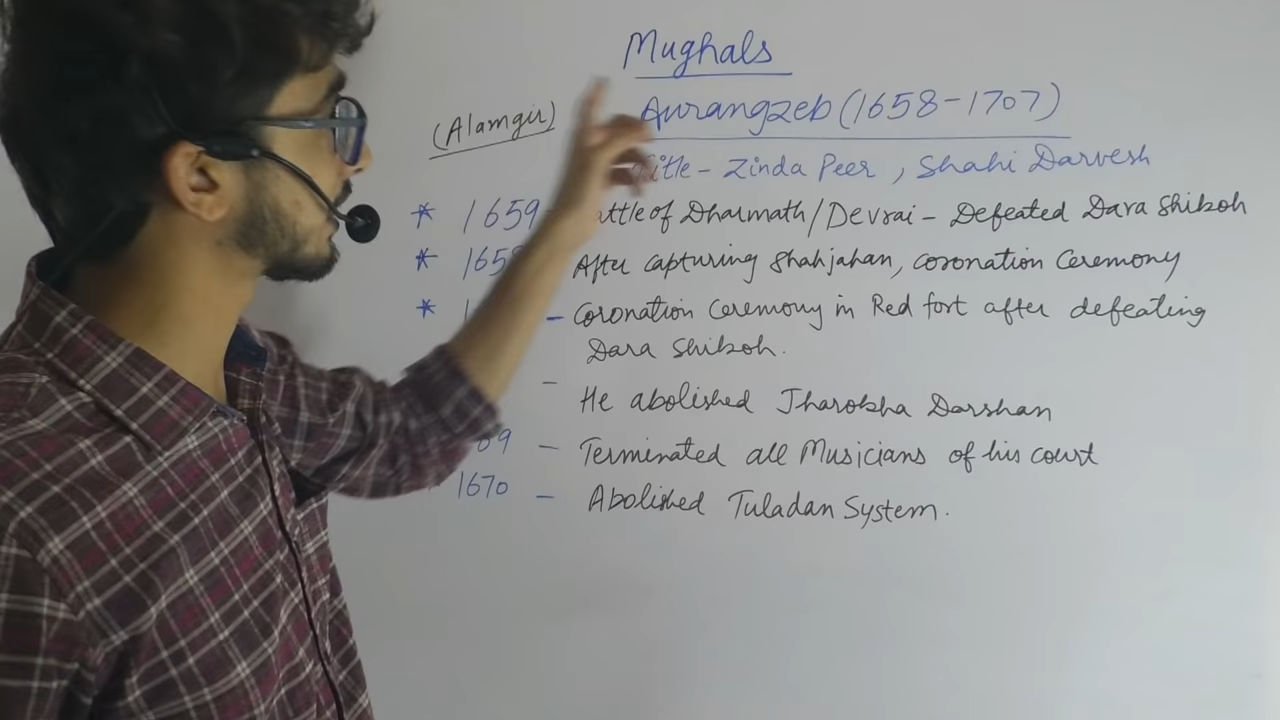 Mughals
(Alamgir) Aurangzeb (1658-1707)
Title - Zinda Peer, Shahi Darvesh
* 1659 - Battle of Dharmath/Devrai - Defeated Dara Shikoh
* After capturing Shahjahan, coronation Ceremony
* - Coronation Ceremony in Red fort after defeating
Dara Shikoh.
- He abolished Jharokha Darshan
- Terminated all Musicians of his court
1670 - Abolished Tuladan System.